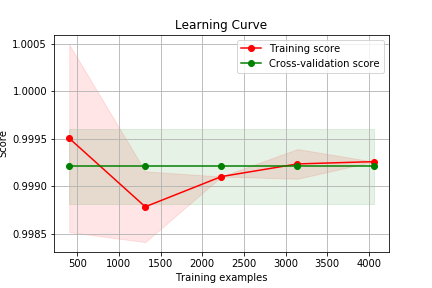 Learning Curve
Training score
Cross-validation score
1.0005
1.0000
0.9995
0.9990
0.9985
Score
500 1000 1500 2000 2500 3000 3500 4000
Training examples